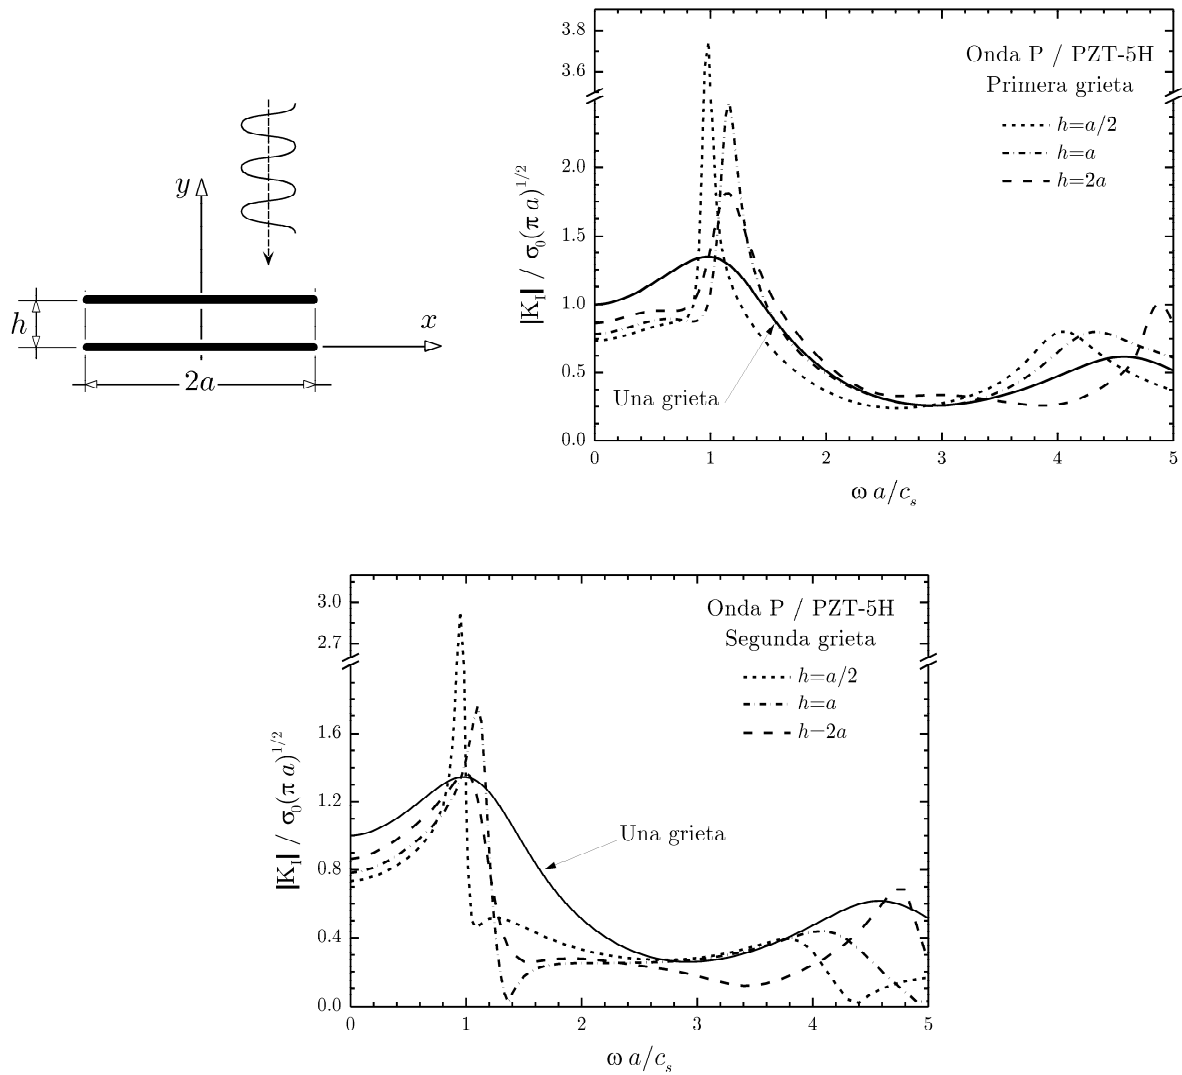 y
h
x
2a
Onda P / PZT-5H
Primera grieta
h=a/2
h=a
h=2a
Una grieta
|K_I| / σ_0(π a)^{1/2}
3.8
3.6
2.0
1.5
1.0
0.5
0.0
0 1 2 3 4 5
ω a/c_s
Onda P / PZT-5H
Segunda grieta
h=a/2
h=a
h=2a
Una grieta
|K_I| / σ_0(π a)^{1/2}
3.0
2.7
1.6
1.2
0.8
0.4
0.0
0 1 2 3 4 5
ω a/c_s